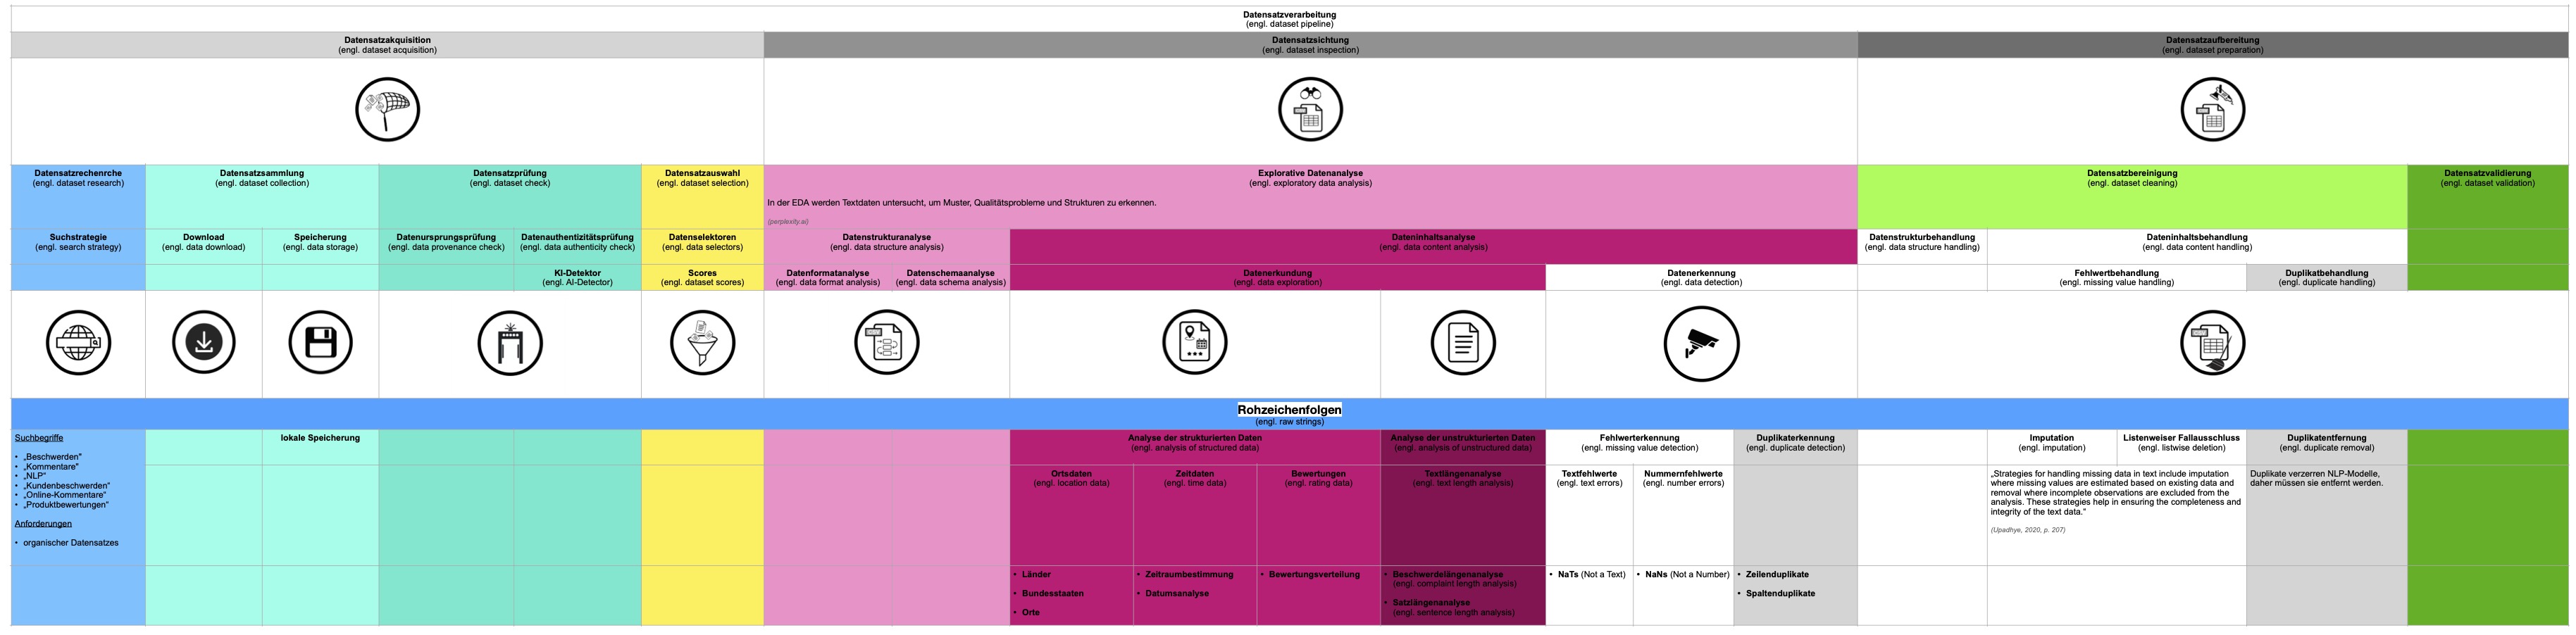 Datensatzverarbeitung
(engl. dataset pipeline)
Datensatzakquisition
(engl. dataset acquisition)
Datensatzsichtung
(engl. dataset inspection)
Datensatzaufbereitung
(engl. dataset preparation)
Datensatzrechenrche
(engl. dataset research)
Datensatzsammlung
(engl. dataset collection)
Datensatzprüfung
(engl. dataset check)
Datensatzauswahl
(engl. dataset selection)
Explorative Datenanalyse
(engl. exploratory data analysis)
In der EDA werden Textdaten untersucht, um Muster, Qualitätsprobleme und Strukturen zu erkennen.
(perplexity.ai)
Datensatzbereinigung
(engl. dataset cleaning)
Datensatzvalidierung
(engl. dataset validation)
Suchstrategie
(engl. search strategy)
Download
(engl. data download)
Speicherung
(engl. data storage)
Datenursprungsprüfung
(engl. data provenance check)
Datenauthentizitätsprüfung
(engl. data authenticity check)
Datenselektoren
(engl. data selectors)
Datenstrukturanalyse
(engl. data structure analysis)
Dateninhaltsanalyse
(engl. data content analysis)
Datenstrukturbehandlung
(engl. data structure handling)
Dateninhaltsbehandlung
(engl. data content handling)
KI-Detektor
(engl. AI-Detector)
Scores
(engl. dataset scores)
Datenformatanalyse
(engl. data format analysis)
Datenschemaanalyse
(engl. data schema analysis)
Datenerkundung
(engl. data exploration)
Datenerkennung
(engl. data detection)
Fehlwertbehandlung
(engl. missing value handling)
Duplikatbehandlung
(engl. duplicate handling)
Rohzeichenfolgen
(engl. raw strings)
Suchbegriffe
• „Beschwerden"
• „Kommentare"
• „NLP"
• „Kundenbeschwerden"
• „Online-Kommentare"
• „Produktbewertungen"
Anforderungen
• organischer Datensatzes
lokale Speicherung
Analyse der strukturierten Daten
(engl. analysis of structured data)
Analyse der unstrukturierten Daten
(engl. analysis of unstructured data)
Fehlwerterkennung
(engl. missing value detection)
Duplikaterkennung
(engl. duplicate detection)
Imputation
(engl. imputation)
Listenweiser Fallausschluss
(engl. listwise deletion)
Duplikatentfernung
(engl. duplicate removal)
Ortsdaten
(engl. location data)
Zeitdaten
(engl. time data)
Bewertungen
(engl. rating data)
Textlängenanalyse
(engl. text length analysis)
Textfehlwerte
(engl. text errors)
Nummernfehlwerte
(engl. number errors)
„Strategies for handling missing data in text include imputation
where missing values are estimated based on existing data and
removal where incomplete observations are excluded from the
analysis. These strategies help in ensuring the completeness and
integrity of the text data."
(Upadhye, 2020, p. 207)
Duplikate verzerren NLP-Modelle,
daher müssen sie entfernt werden.
• Länder
• Bundesstaaten
• Orte
• Zeitraumbestimmung
• Datumsanalyse
• Bewertungsverteilung
• Beschwerdelängenanalyse
(engl. complaint length analysis)
• Satzlängenanalyse
(engl. sentence length analysis)
• NaTs (Not a Text)
• NaNs (Not a Number)
• Zeilenduplikate
• Spaltenduplikate